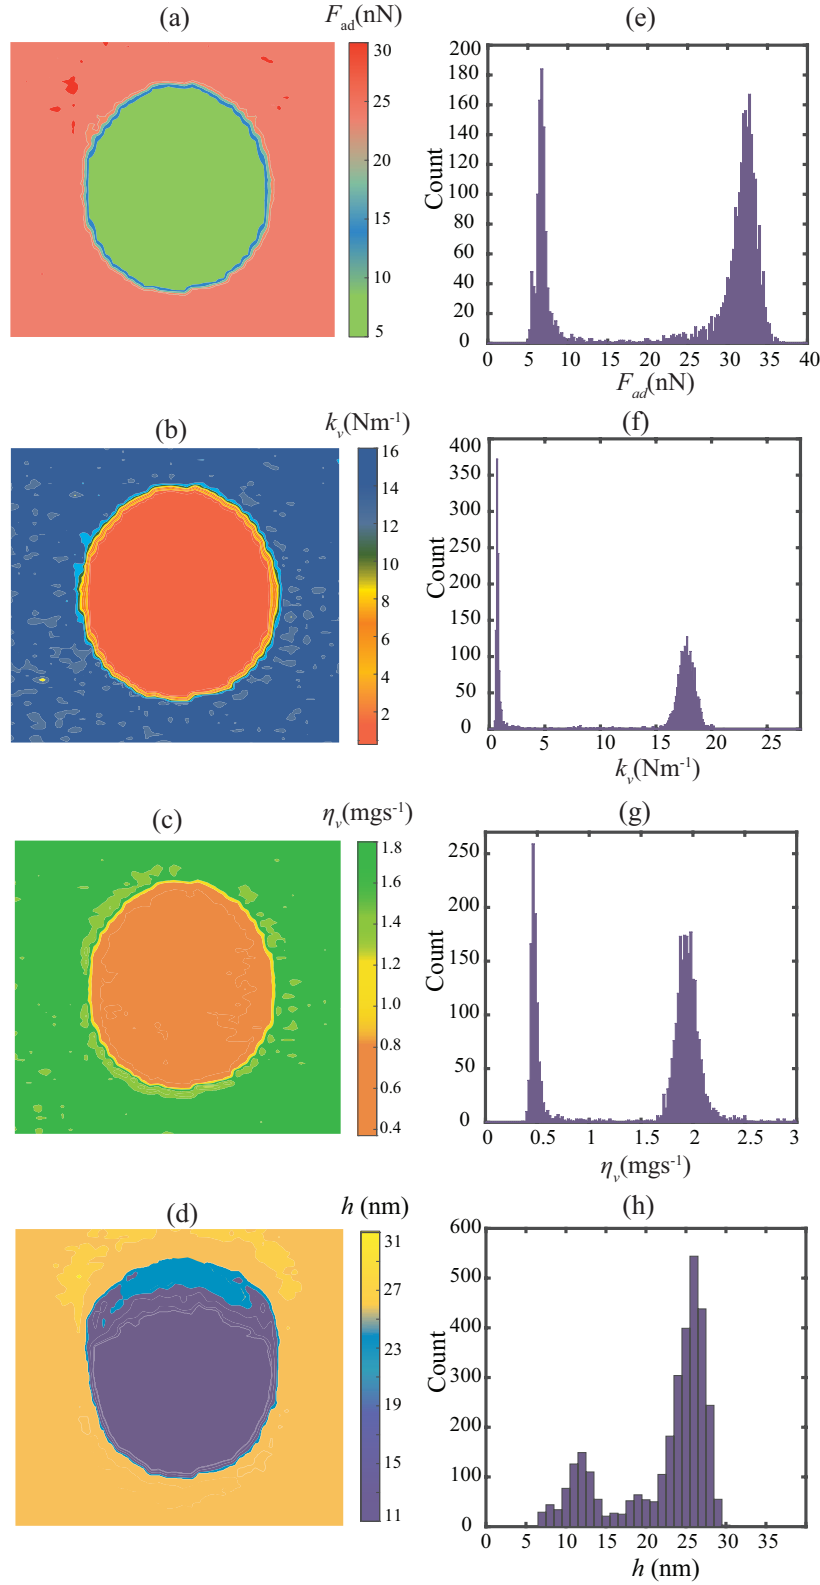 (a)
F_ad(nN)
30
25
20
15
10
5
(e)
200
180
160
140
120
100
80
60
40
20
0
Count
0 5 10 15 20 25 30 35 40
F_ad(nN)
(b)
k_v(Nm⁻¹)
16
14
12
10
8
6
4
2
(f)
400
350
300
250
200
150
100
50
0
Count
0 5 10 15 20 25
k_v(Nm⁻¹)
(c)
η_v(mgs⁻¹)
1.8
1.6
1.4
1.2
1.0
0.8
0.6
0.4
(g)
250
200
150
100
50
0
Count
0 0.5 1 1.5 2 2.5 3
η_v(mgs⁻¹)
(d)
h (nm)
31
27
23
19
15
11
(h)
600
500
400
300
200
100
0
Count
0 5 10 15 20 25 30 35
h (nm)